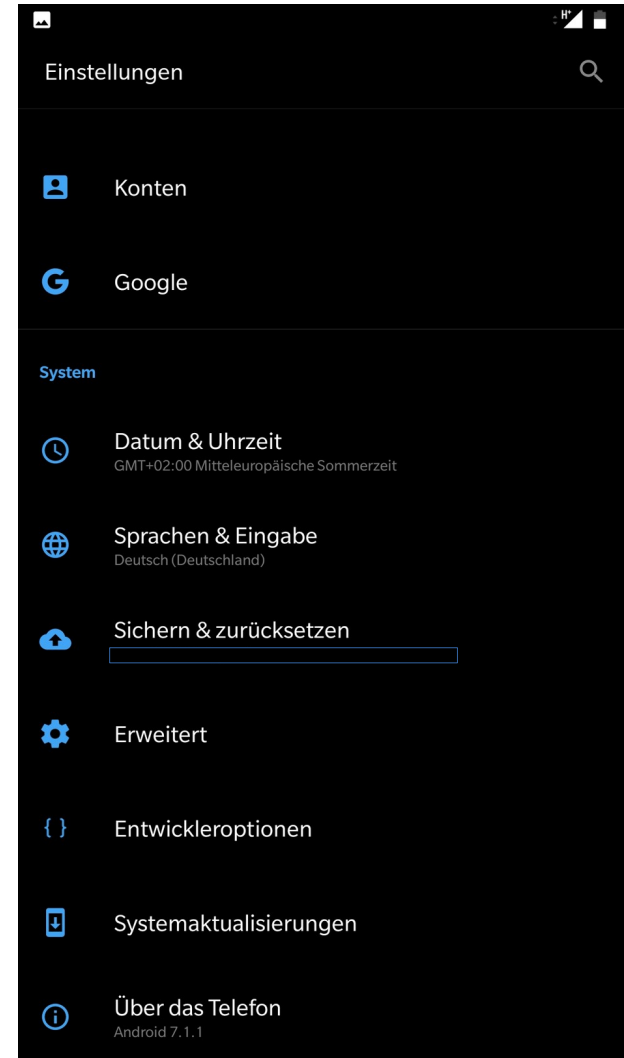 H+
Einstellungen
Konten
Google
System
Datum & Uhrzeit
GMT+02:00 Mitteleuropäische Sommerzeit
Sprachen & Eingabe
Deutsch (Deutschland)
Sichern & zurücksetzen
Erweitert
{ } Entwickleroptionen
Systemaktualisierungen
Über das Telefon
Android 7.1.1